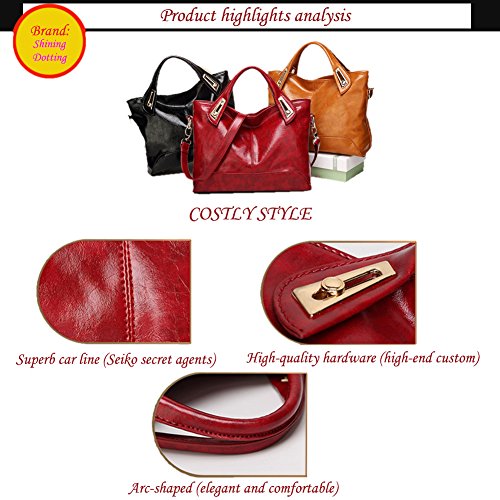 Product highlights analysis
Brand:
Shining
Dotting
COSTLY STYLE
Superb car line (Seiko secret agents)
High-quality hardware (high-end custom)
Arc-shaped (elegant and comfortable)